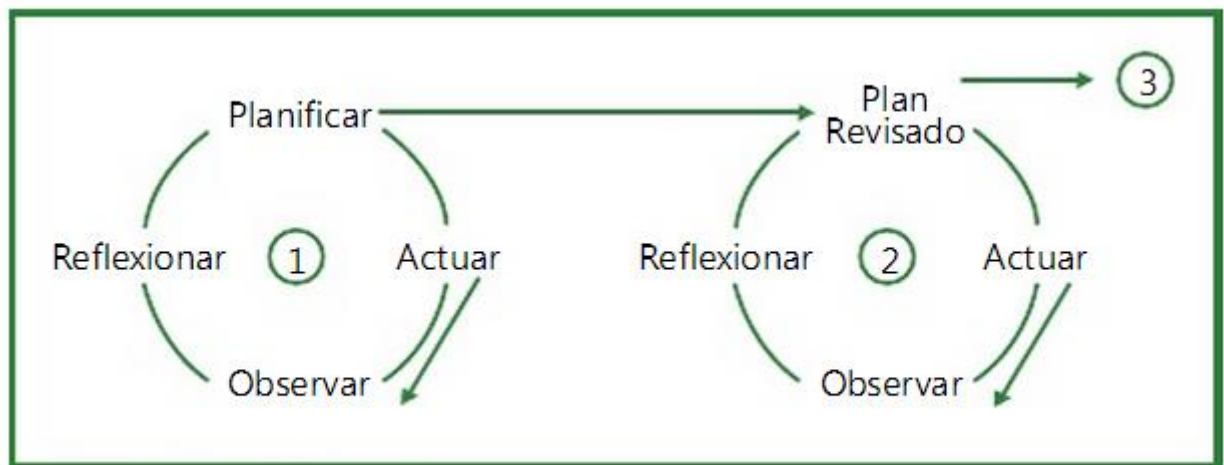 Planificar
Reflexionar
1
Actuar
Observar
Plan
Revisado
Reflexionar
2
Actuar
Observar
3